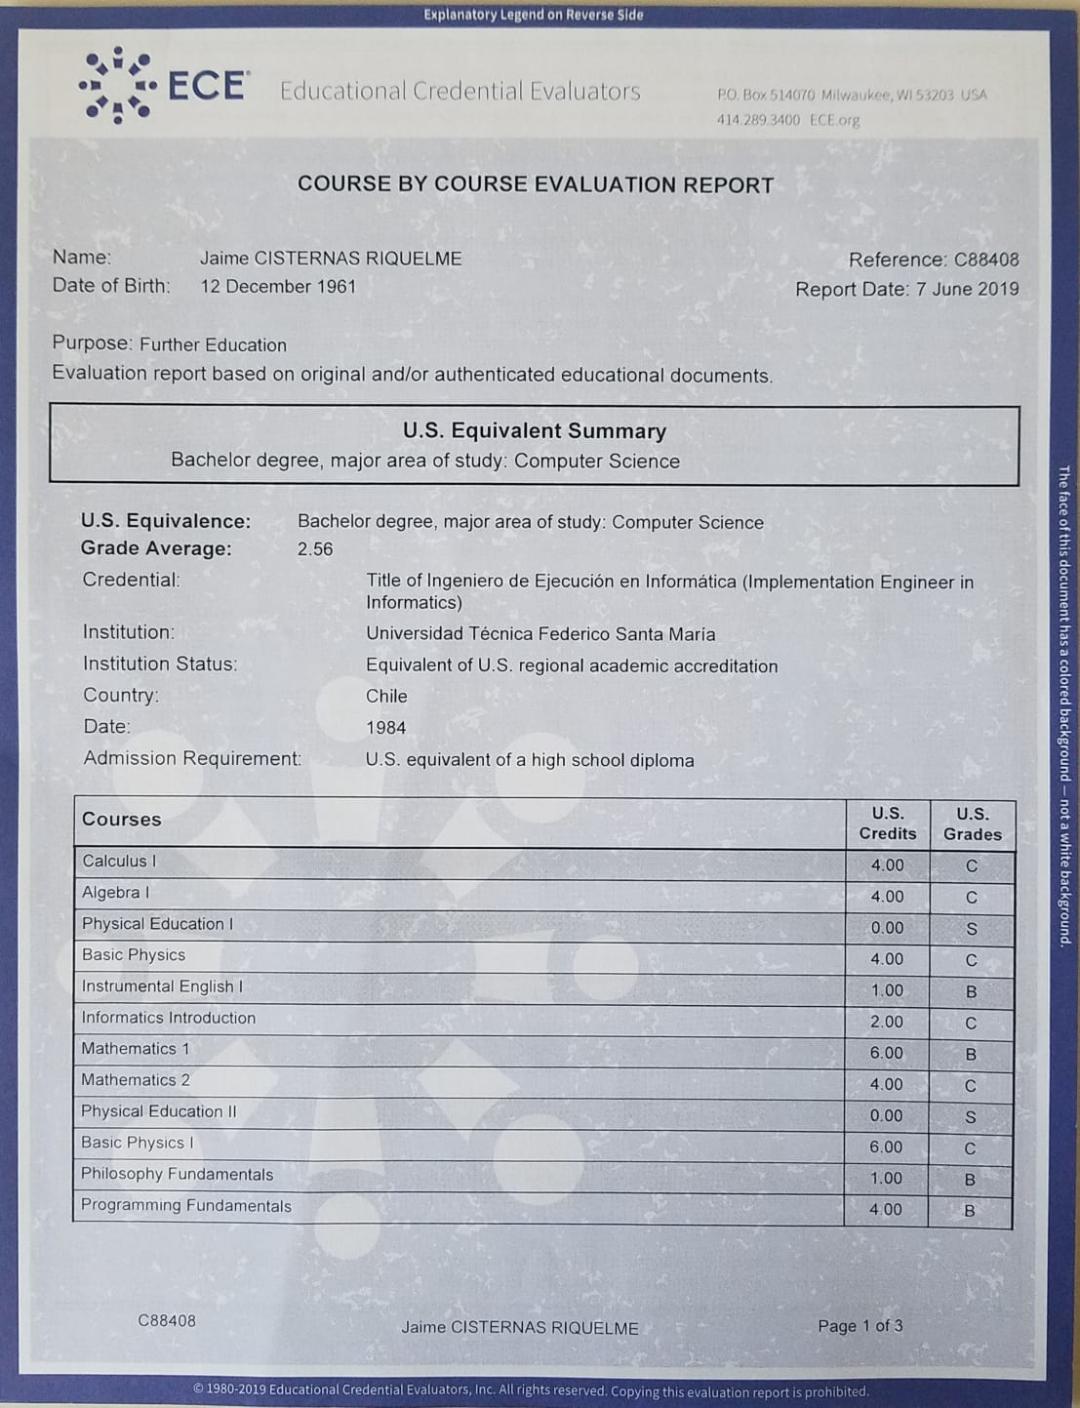 Explanatory Legend on Reverse Side
ECE® Educational Credential Evaluators
P.O. Box 514070 Milwaukee, WI 53203 USA
414.289.3400 ECE.org
COURSE BY COURSE EVALUATION REPORT
Name: Jaime CISTERNAS RIQUELME
Reference: C88408
Date of Birth: 12 December 1961
Report Date: 7 June 2019
Purpose: Further Education
Evaluation report based on original and/or authenticated educational documents.
U.S. Equivalent Summary
Bachelor degree, major area of study: Computer Science
U.S. Equivalence: Bachelor degree, major area of study: Computer Science
Grade Average: 2.56
Credential: Title of Ingeniero de Ejecución en Informática (Implementation Engineer in
Informatics)
Institution: Universidad Técnica Federico Santa María
Institution Status: Equivalent of U.S. regional academic accreditation
Country: Chile
Date: 1984
Admission Requirement: U.S. equivalent of a high school diploma
Courses U.S. Credits U.S. Grades
Calculus I 4.00 C
Algebra I 4.00 C
Physical Education I 0.00 S
Basic Physics 4.00 C
Instrumental English I 1.00 B
Informatics Introduction 2.00 C
Mathematics 1 6.00 B
Mathematics 2 4.00 C
Physical Education II 0.00 S
Basic Physics I 6.00 C
Philosophy Fundamentals 1.00 B
Programming Fundamentals 4.00 B
C88408 Jaime CISTERNAS RIQUELME Page 1 of 3
© 1980-2019 Educational Credential Evaluators, Inc. All rights reserved. Copying this evaluation report is prohibited.
The face of this document has a colored background — not a white background.